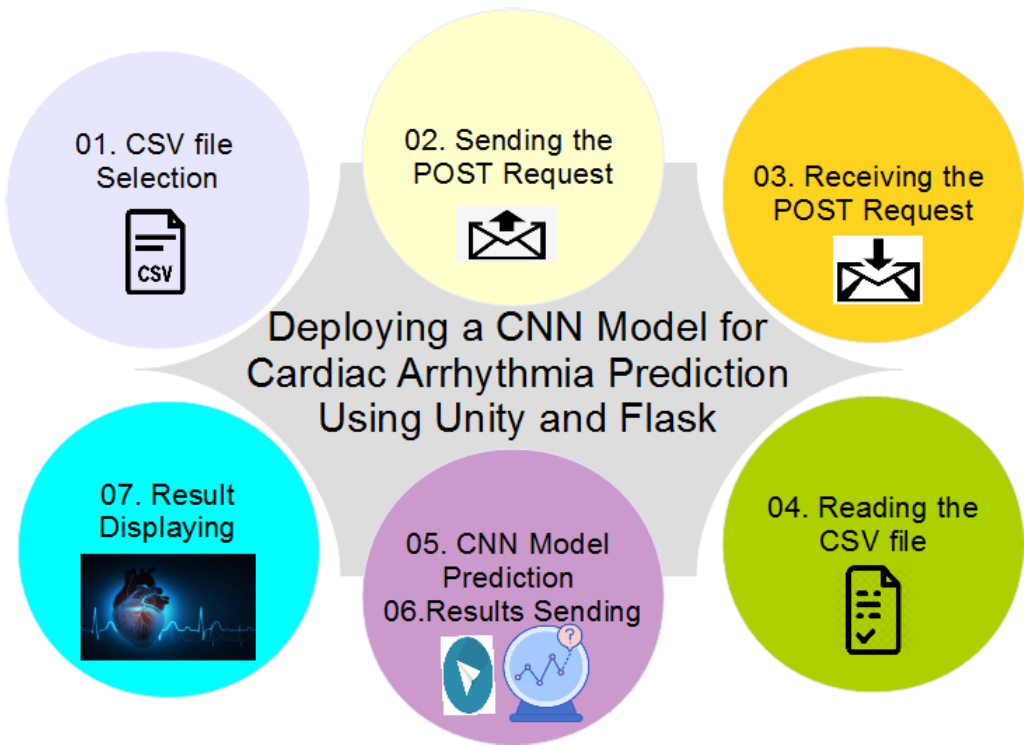 01. CSV file
Selection
CSV
02. Sending the
POST Request
03. Receiving the
POST Request
Deploying a CNN Model for
Cardiac Arrhythmia Prediction
Using Unity and Flask
04. Reading the
CSV file
05. CNN Model
Prediction
06.Results Sending
?
07. Result
Displaying